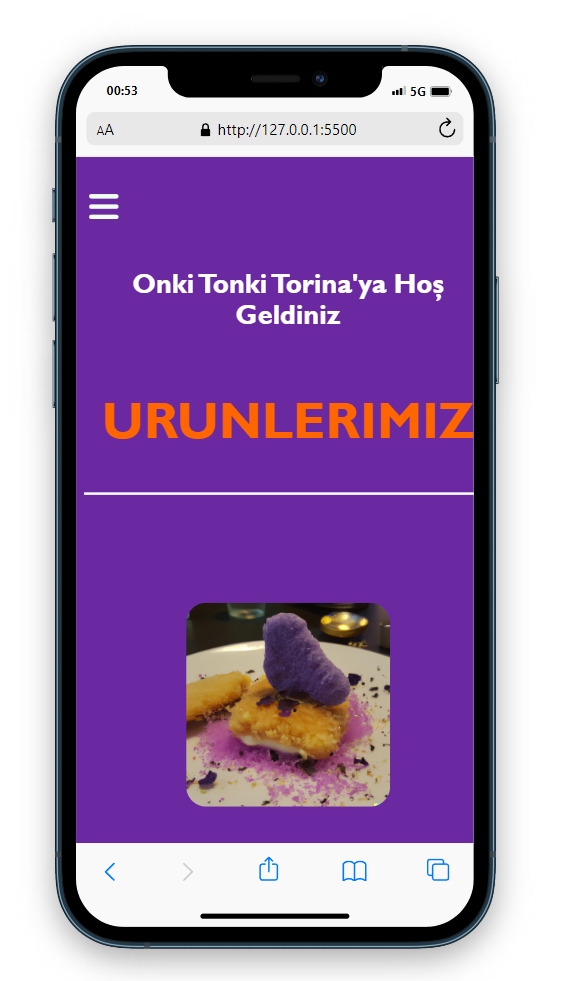 00:53
5G
AA
http://127.0.0.1:5500
Onki Tonki Torina'ya Hoş
Geldiniz
URUNLERIMIZ